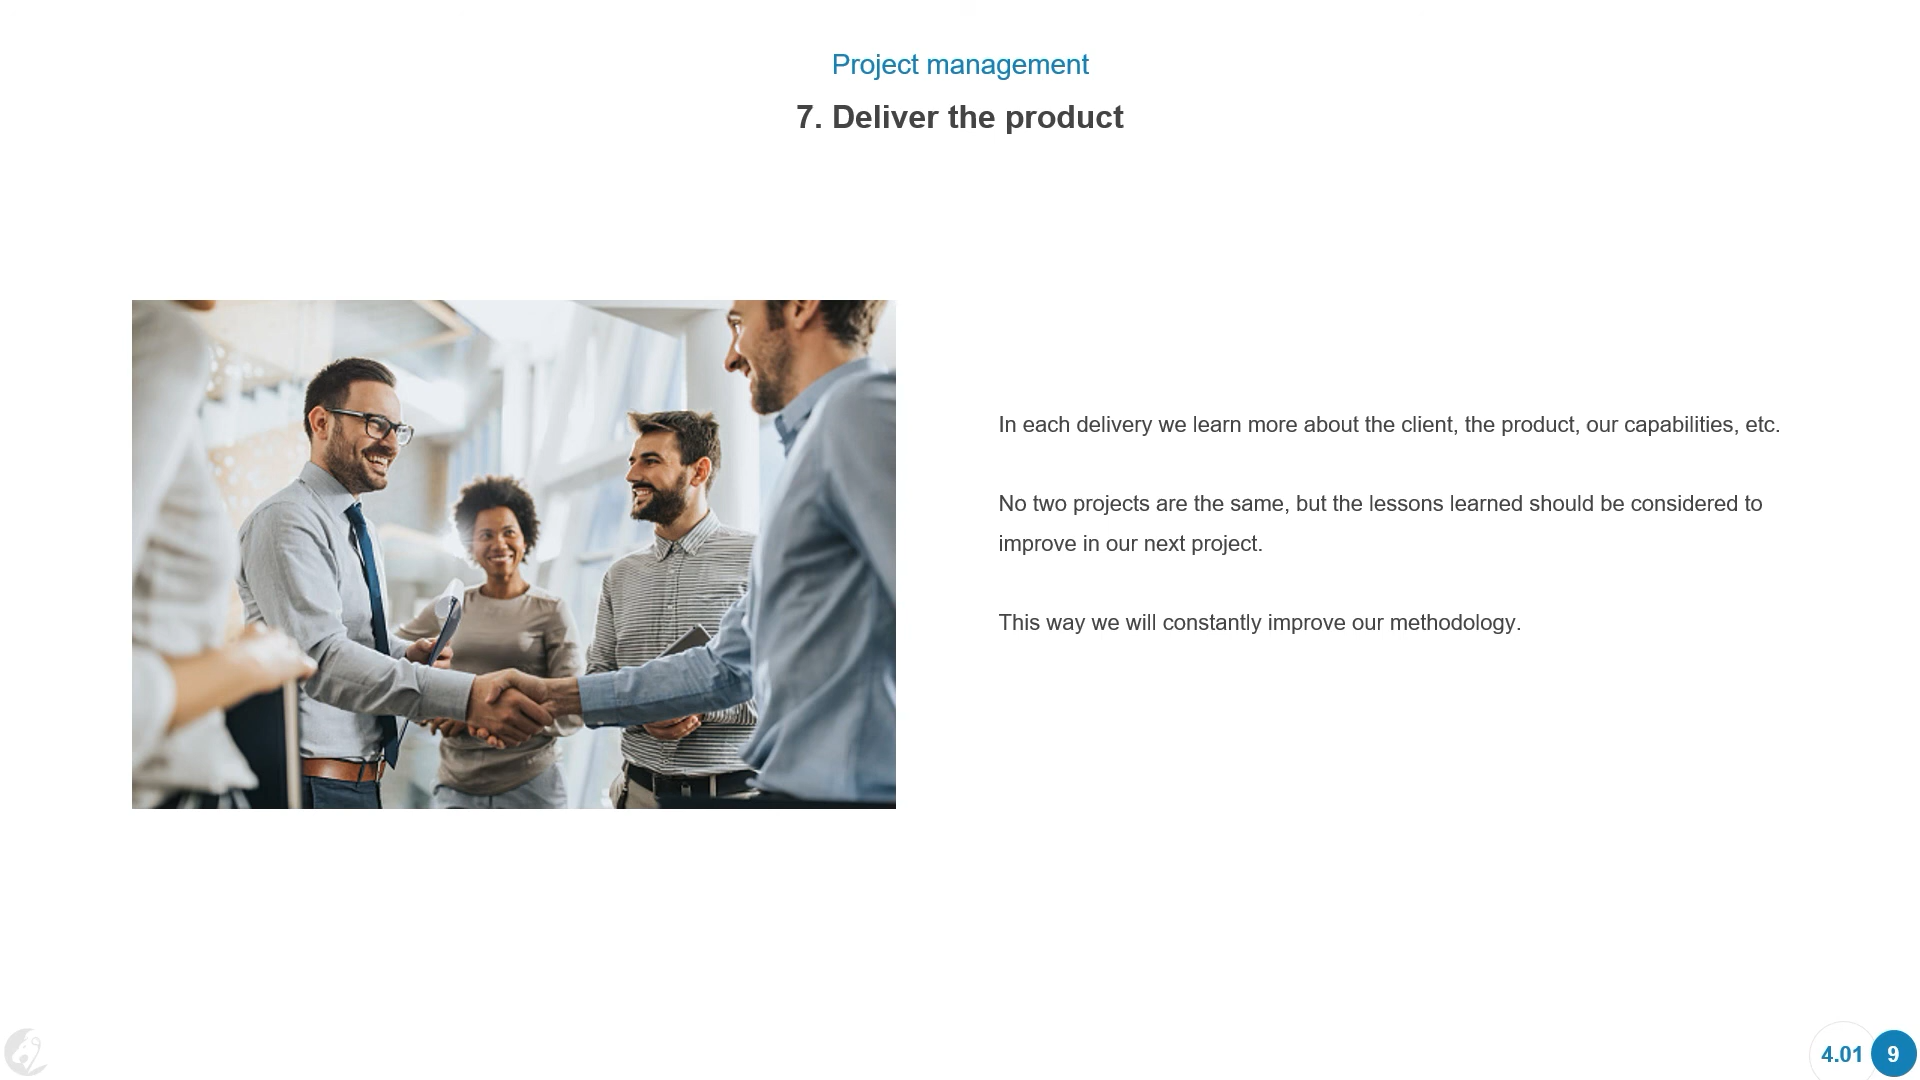 Project management
7. Deliver the product
In each delivery we learn more about the client, the product, our capabilities, etc.
No two projects are the same, but the lessons learned should be considered to
improve in our next project.
This way we will constantly improve our methodology.
4.01
9